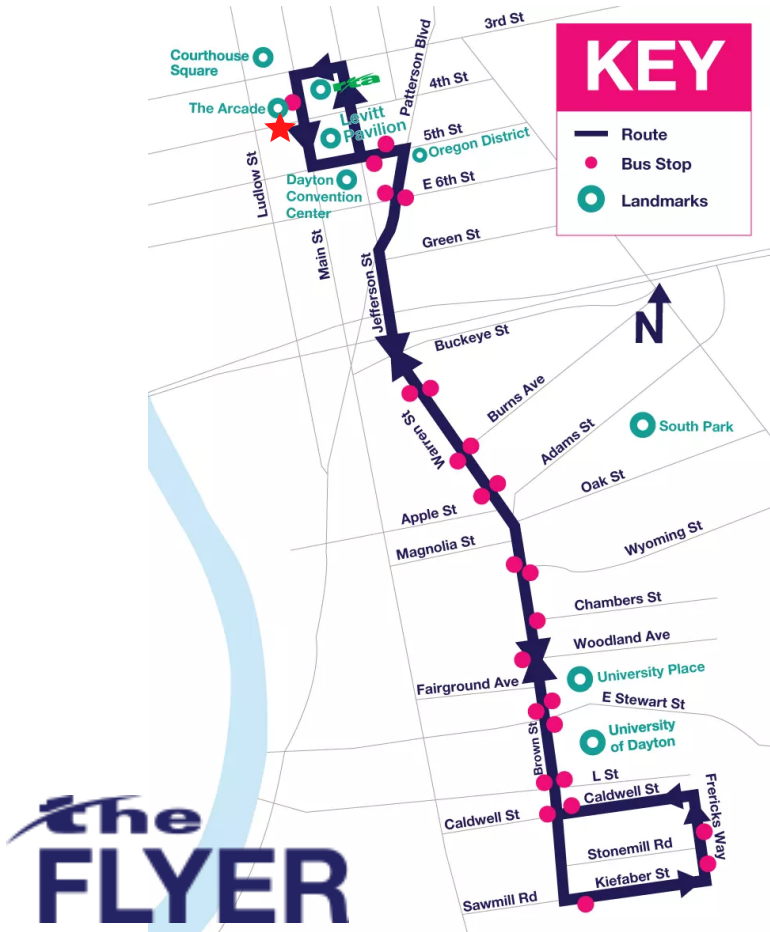 3rd St
Courthouse
Square
Patterson Blvd
KEY
rta
4th St
The Arcade
Levitt
Pavilion
5th St
Oregon District
Route
Bus Stop
Landmarks
Ludlow St
Dayton
Convention
Center
E 6th St
Main St
Green St
Jefferson St
N
Buckeye St
Burns Ave
Warren St
Adams St
South Park
Oak St
Apple St
Magnolia St
Wyoming St
Chambers St
Woodland Ave
Fairground Ave
University Place
E Stewart St
Brown St
University
of Dayton
L St
Caldwell St
Frericks Way
Caldwell St
Stonemill Rd
Kiefaber St
Sawmill Rd
the
FLYER